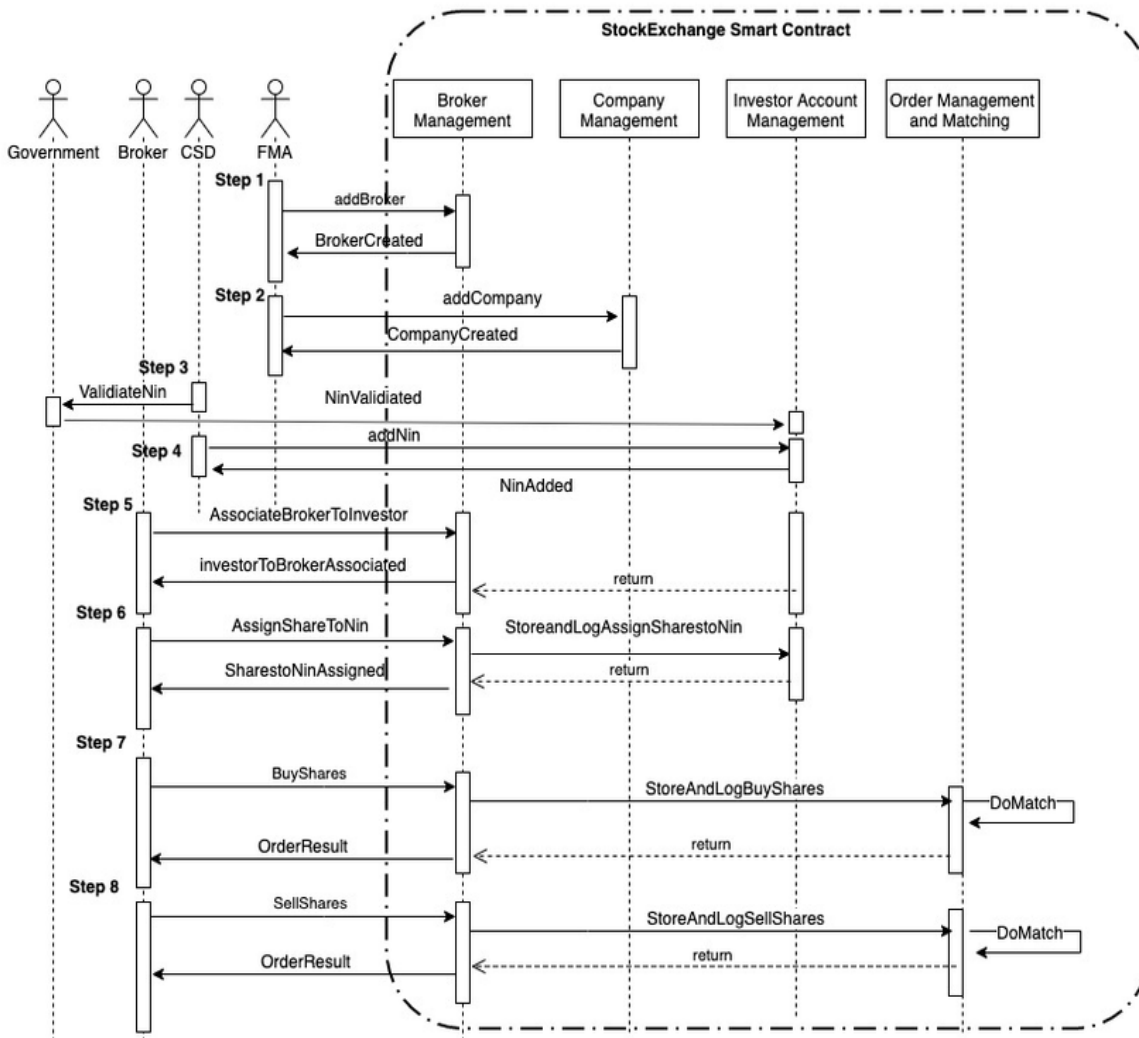 StockExchange Smart Contract
Broker
Management
Company
Management
Investor Account
Management
Order Management
and Matching
Government
Broker
CSD
FMA
Step 1
addBroker
BrokerCreated
Step 2
addCompany
CompanyCreated
Step 3
ValidiateNin
NinValidiated
Step 4
addNin
NinAdded
Step 5
AssociateBrokerToInvestor
investorToBrokerAssociated
return
Step 6
AssignShareToNin
StoreandLogAssignSharestoNin
SharestoNinAssigned
return
Step 7
BuyShares
StoreAndLogBuyShares
DoMatch
OrderResult
return
Step 8
SellShares
StoreAndLogSellShares
DoMatch
OrderResult
return